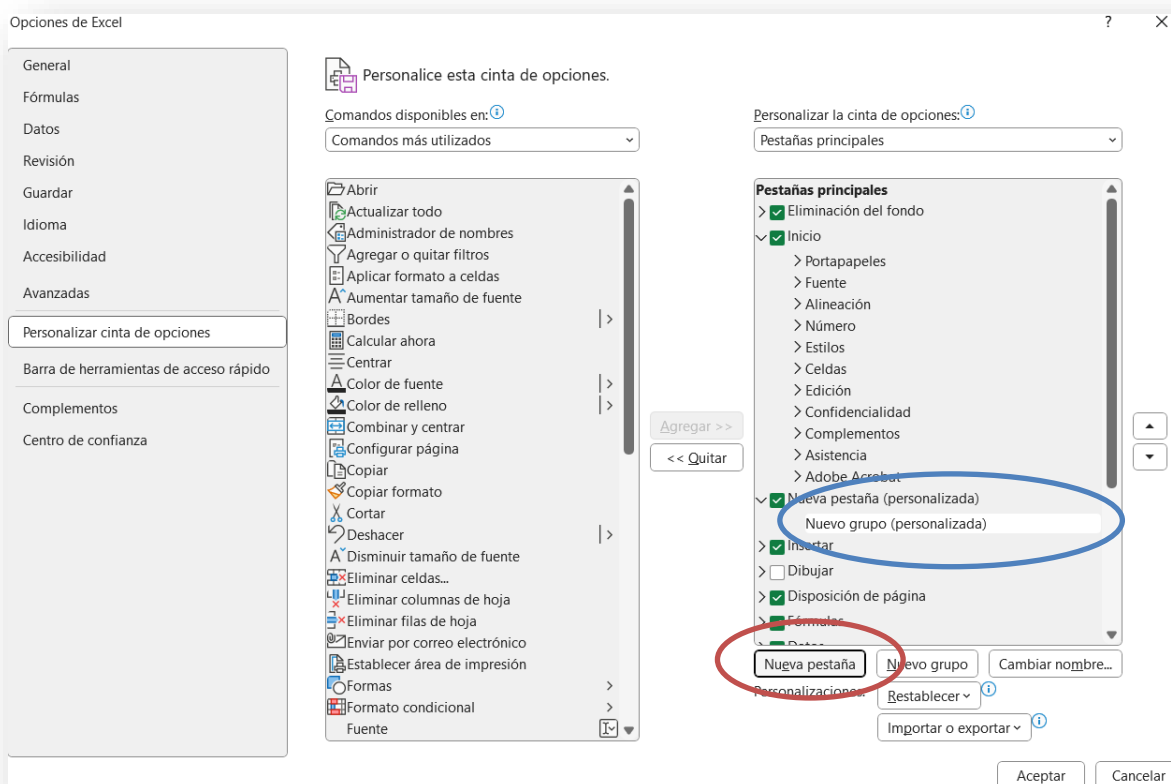 Opciones de Excel
?
General
Fórmulas
Datos
Revisión
Guardar
Idioma
Accesibilidad
Avanzadas
Personalizar cinta de opciones
Barra de herramientas de acceso rápido
Complementos
Centro de confianza
Personalice esta cinta de opciones.
Comandos disponibles en:
Comandos más utilizados
Abrir
Actualizar todo
Administrador de nombres
Agregar o quitar filtros
Aplicar formato a celdas
Aumentar tamaño de fuente
Bordes
Calcular ahora
Centrar
Color de fuente
Color de relleno
Combinar y centrar
Configurar página
Copiar
Copiar formato
Cortar
Deshacer
Disminuir tamaño de fuente
Eliminar celdas...
Eliminar columnas de hoja
Eliminar filas de hoja
Enviar por correo electrónico
Establecer área de impresión
Formas
Formato condicional
Fuente
Agregar >>
<< Quitar
Personalizar la cinta de opciones:
Pestañas principales
Pestañas principales
Eliminación del fondo
Inicio
Portapapeles
Fuente
Alineación
Número
Estilos
Celdas
Edición
Confidencialidad
Complementos
Asistencia
Adobe Acrobat
Nueva pestaña (personalizada)
Nuevo grupo (personalizada)
Insertar
Dibujar
Disposición de página
Fórmulas
Datos
Nueva pestaña
Nuevo grupo
Cambiar nombre...
Personalizaciones:
Restablecer
Importar o exportar
Aceptar
Cancelar